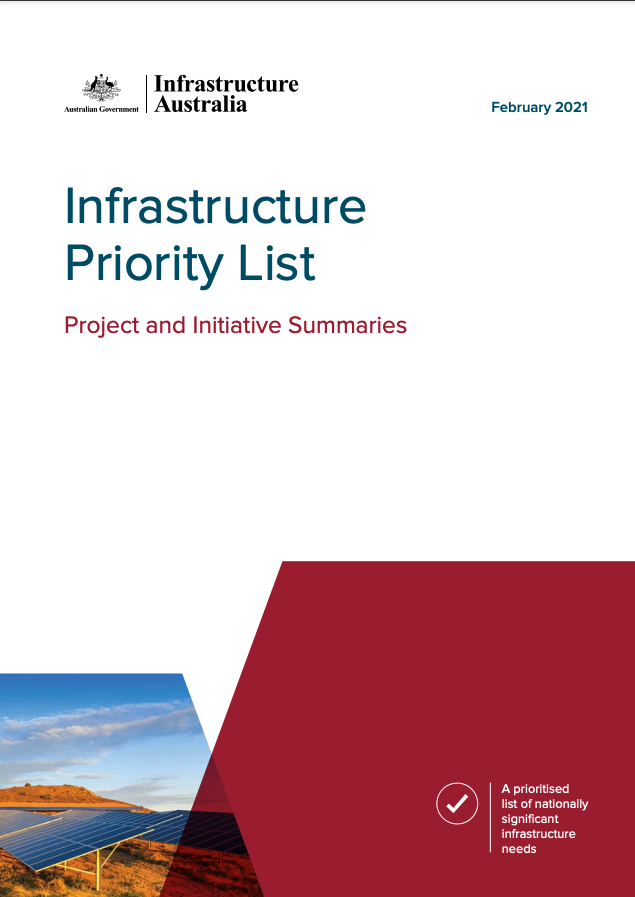 Australian Government
Infrastructure
Australia
February 2021
Infrastructure
Priority List
Project and Initiative Summaries
A prioritised
list of nationally
significant
infrastructure
needs